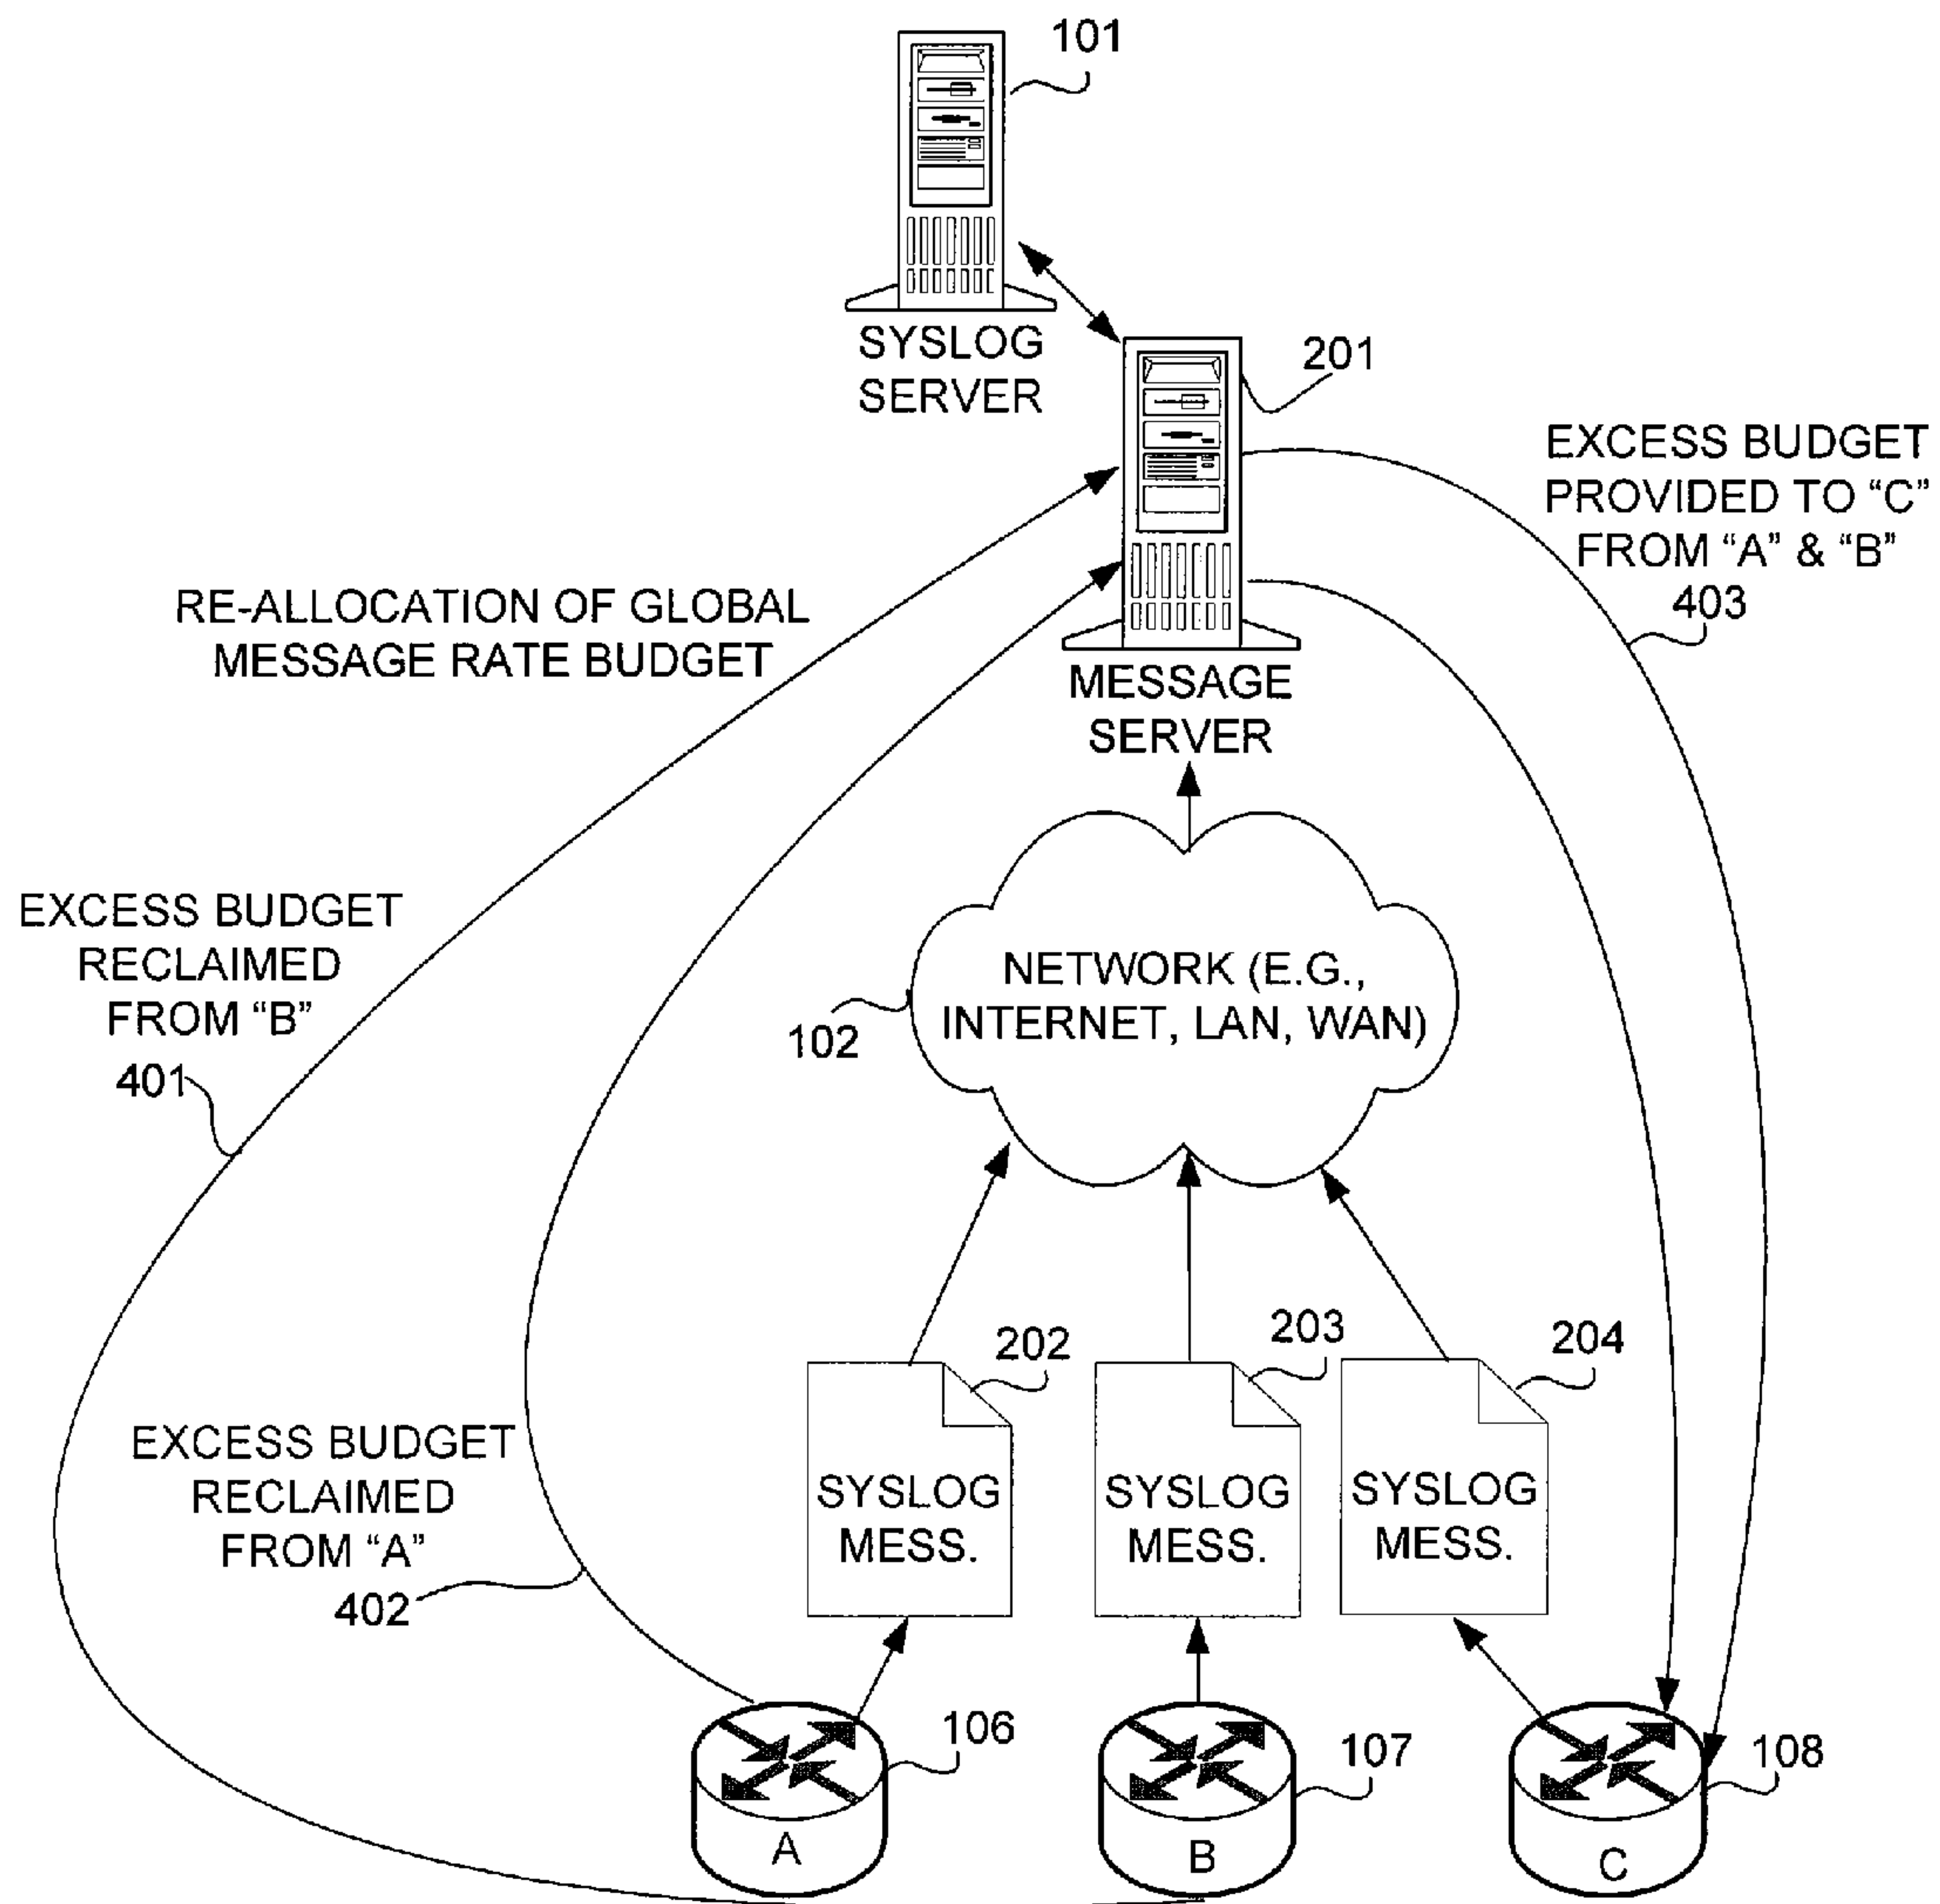 101
SYSLOG
SERVER
201
EXCESS BUDGET
PROVIDED TO “C”
FROM “A” & “B”
403
RE-ALLOCATION OF GLOBAL
MESSAGE RATE BUDGET
MESSAGE
SERVER
EXCESS BUDGET
RECLAIMED
FROM “B”
401
NETWORK (E.G.,
INTERNET, LAN, WAN)
102
202
203
204
EXCESS BUDGET
RECLAIMED
FROM “A”
402
SYSLOG
MESS.
SYSLOG
MESS.
SYSLOG
MESS.
106
107
108
A
B
C